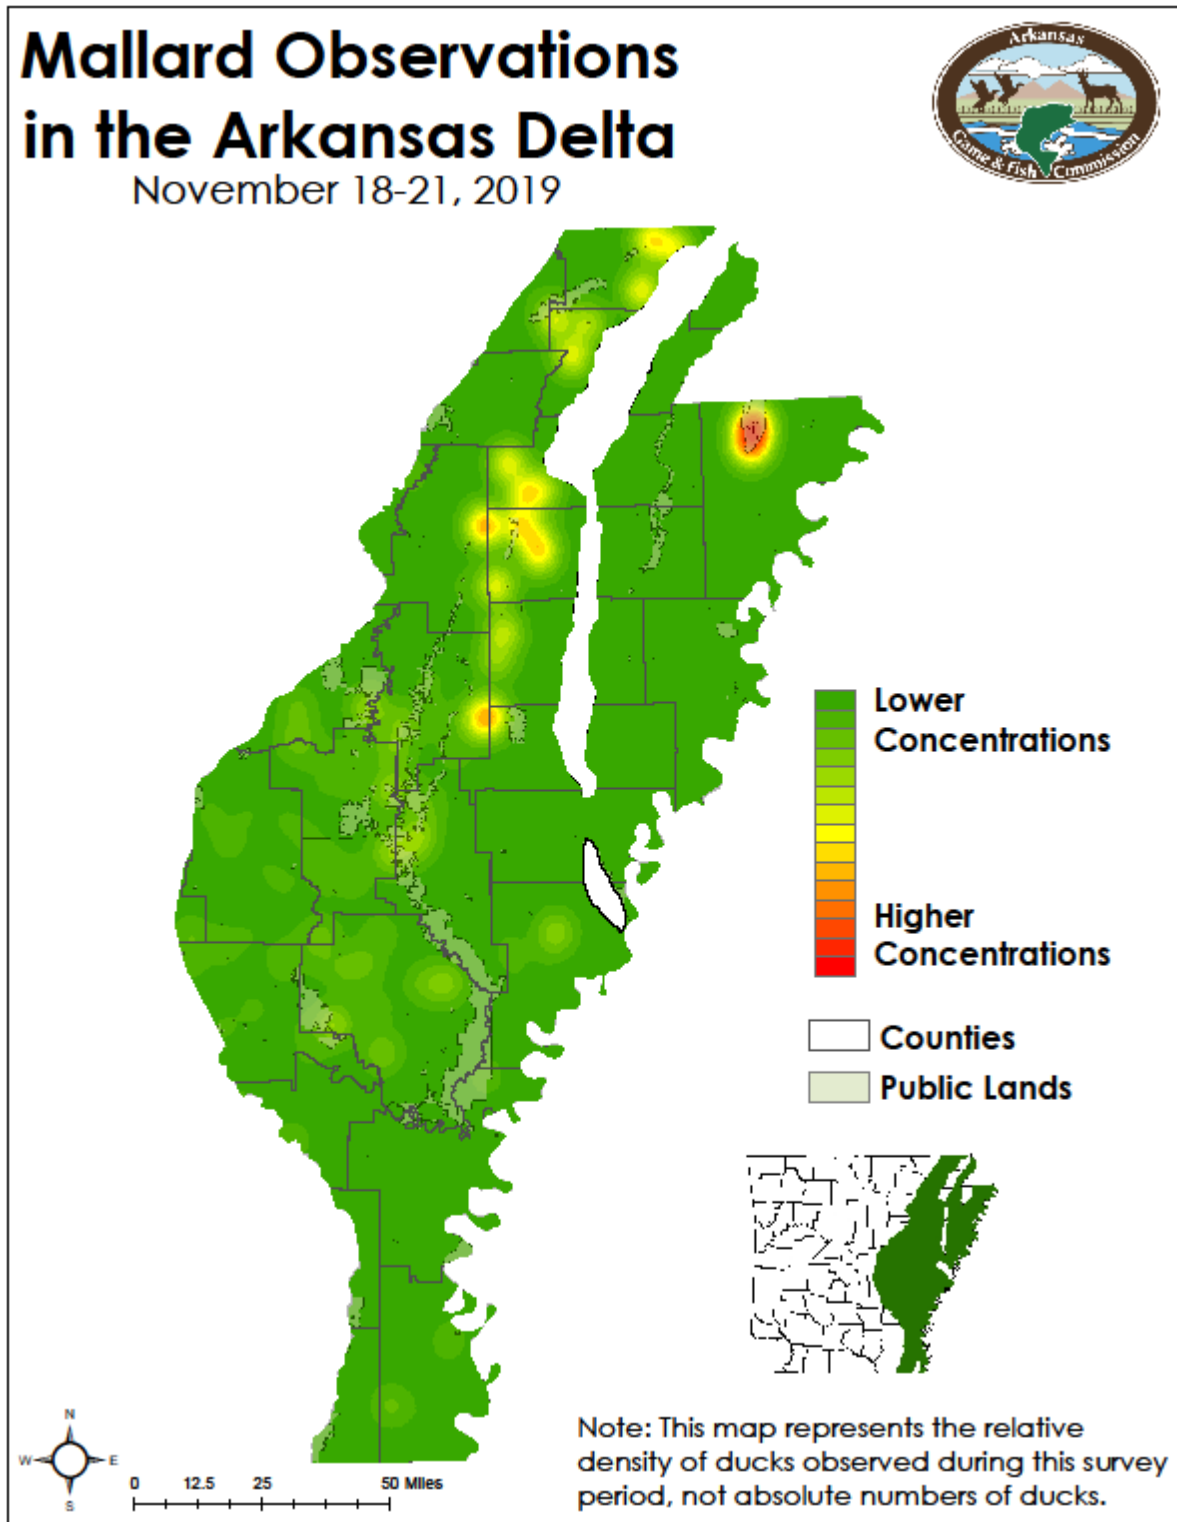 Mallard Observations
in the Arkansas Delta
November 18-21, 2019
Arkansas
Game & Fish Commission
Lower
Concentrations
Higher
Concentrations
Counties
Public Lands
N
W E
S
0 12.5 25 50 Miles
Note: This map represents the relative
density of ducks observed during this survey
period, not absolute numbers of ducks.